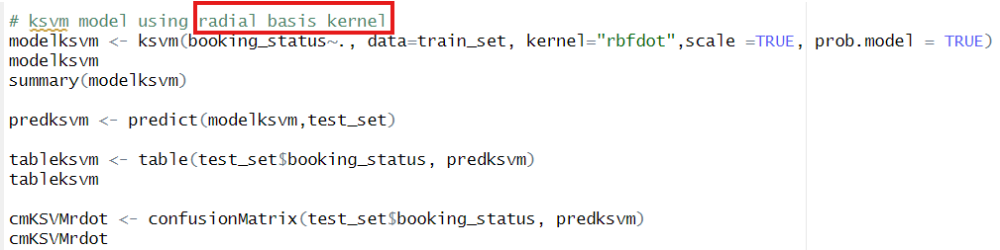 # ksvm model using radial basis kernel
modelksvm <- ksvm(booking_status~., data=train_set, kernel="rbfdot",scale =TRUE, prob.model = TRUE)
modelksvm
summary(modelksvm)
predksvm <- predict(modelksvm,test_set)
tableksvm <- table(test_set$booking_status, predksvm)
tableksvm
cmKSVMrdot <- confusionMatrix(test_set$booking_status, predksvm)
cmKSVMrdot